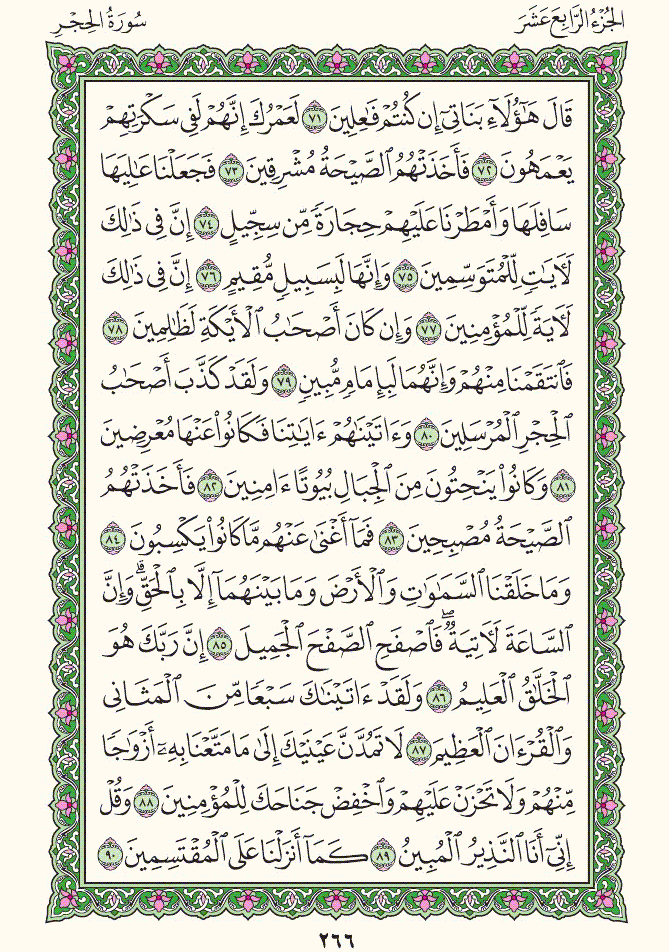 الجُزْءُ الرَّابِعَ عَشَرَ
سُورَةُ الحِجْرِ
قَالَ هَٰٓؤُلَآءِ بَنَاتِىٓ إِن كُنتُمْ فَٰعِلِينَ ٧١ لَعَمْرُكَ إِنَّهُمْ لَفِى سَكْرَتِهِمْ
يَعْمَهُونَ ٧٢ فَأَخَذَتْهُمُ ٱلصَّيْحَةُ مُشْرِقِينَ ٧٣ فَجَعَلْنَا عَٰلِيَهَا
سَافِلَهَا وَأَمْطَرْنَا عَلَيْهِمْ حِجَارَةً مِّن سِجِّيلٍ ٧٤ إِنَّ فِى ذَٰلِكَ
لَءَايَٰتٍ لِّلْمُتَوَسِّمِينَ ٧٥ وَإِنَّهَا لَبِسَبِيلٍ مُّقِيمٍ ٧٦ إِنَّ فِى ذَٰلِكَ
لَءَايَةً لِّلْمُؤْمِنِينَ ٧٧ وَإِن كَانَ أَصْحَٰبُ ٱلْأَيْكَةِ لَظَٰلِمِينَ ٧٨
فَٱنتَقَمْنَا مِنْهُمْ وَإِنَّهُمَا لَبِإِمَامٍ مُّبِينٍ ٧٩ وَلَقَدْ كَذَّبَ أَصْحَٰبُ
ٱلْحِجْرِ ٱلْمُرْسَلِينَ ٨٠ وَءَاتَيْنَٰهُمْ ءَايَٰتِنَا فَكَانُوا۟ عَنْهَا مُعْرِضِينَ
٨١ وَكَانُوا۟ يَنْحِتُونَ مِنَ ٱلْجِبَالِ بُيُوتًا ءَامِنِينَ ٨٢ فَأَخَذَتْهُمُ
ٱلصَّيْحَةُ مُصْبِحِينَ ٨٣ فَمَآ أَغْنَىٰ عَنْهُم مَّا كَانُوا۟ يَكْسِبُونَ ٨٤
وَمَا خَلَقْنَا ٱلسَّمَٰوَٰتِ وَٱلْأَرْضَ وَمَا بَيْنَهُمَآ إِلَّا بِٱلْحَقِّ ۗ وَإِنَّ
ٱلسَّاعَةَ لَءَاتِيَةٌ ۖ فَٱصْفَحِ ٱلصَّفْحَ ٱلْجَمِيلَ ٨٥ إِنَّ رَبَّكَ هُوَ
ٱلْخَلَّٰقُ ٱلْعَلِيمُ ٨٦ وَلَقَدْ ءَاتَيْنَٰكَ سَبْعًا مِّنَ ٱلْمَثَانِى
وَٱلْقُرْءَانَ ٱلْعَظِيمَ ٨٧ لَا تَمُدَّنَّ عَيْنَيْكَ إِلَىٰ مَا مَتَّعْنَا بِهِۦٓ أَزْوَٰجًا
مِّنْهُمْ وَلَا تَحْزَنْ عَلَيْهِمْ وَٱخْفِضْ جَنَاحَكَ لِلْمُؤْمِنِينَ ٨٨ وَقُلْ
إِنِّىٓ أَنَا ٱلنَّذِيرُ ٱلْمُبِينُ ٨٩ كَمَآ أَنزَلْنَا عَلَى ٱلْمُقْتَسِمِينَ ٩٠
٢٦٦